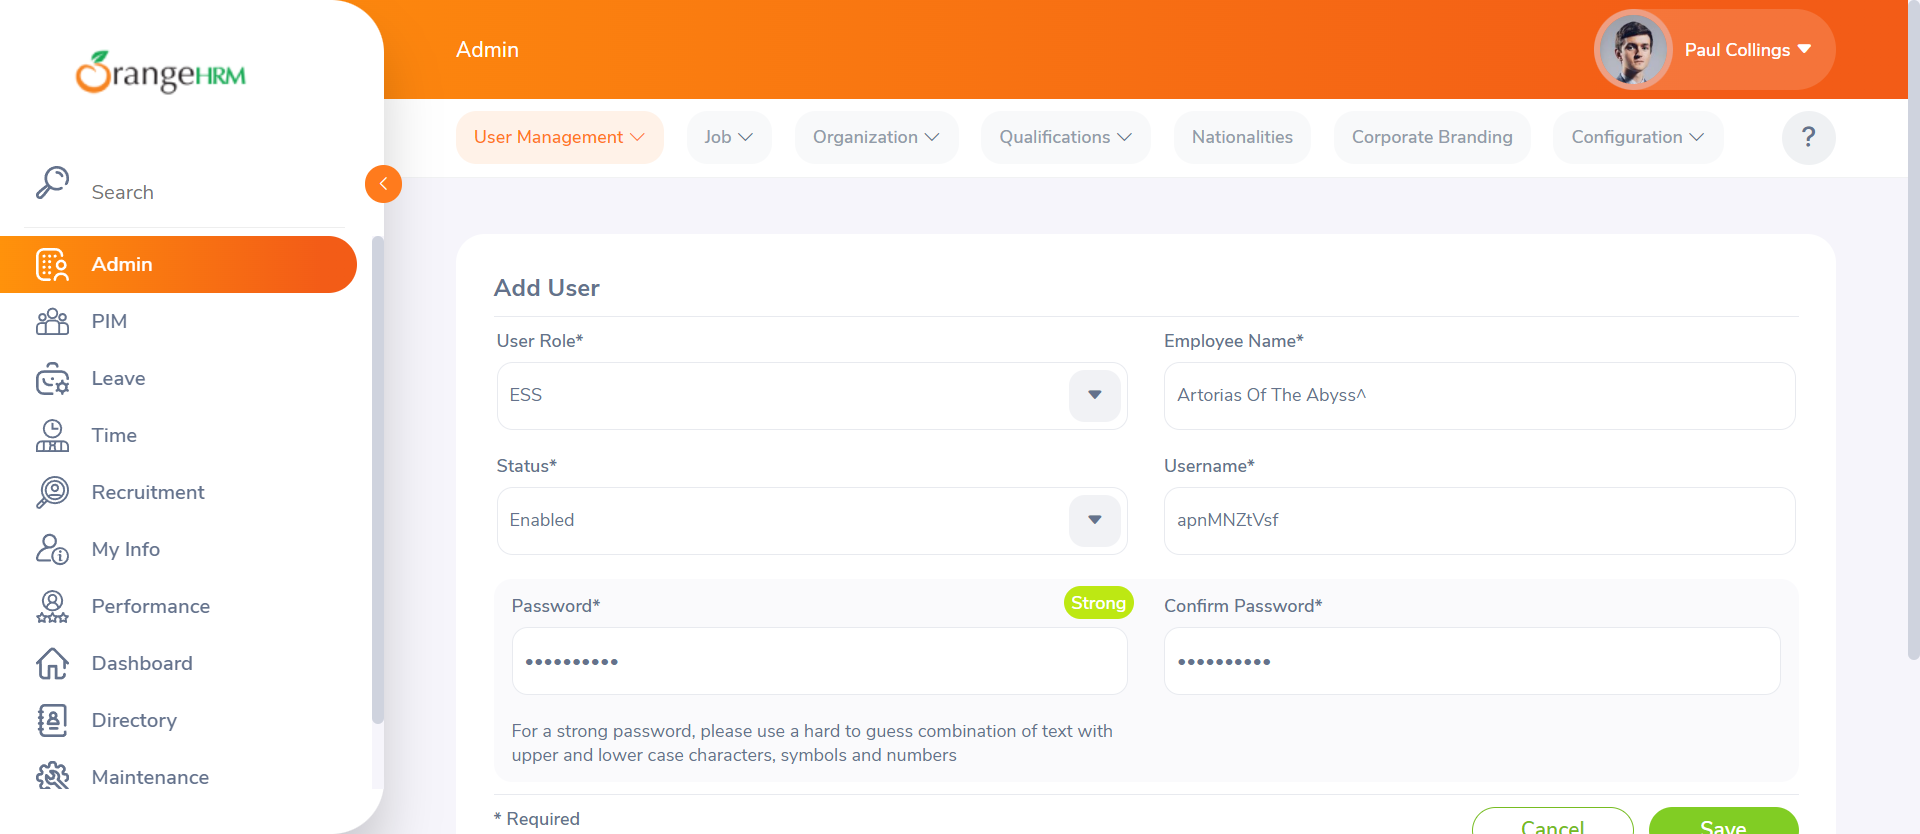 OrangeHRM
Admin
Paul Collings
User Management
Job
Organization
Qualifications
Nationalities
Corporate Branding
Configuration
?
Search
Admin
PIM
Leave
Time
Recruitment
My Info
Performance
Dashboard
Directory
Maintenance
Add User
User Role*
Employee Name*
ESS
Artorias Of The Abyss^
Status*
Username*
Enabled
apnMNZtVsf
Password*
Strong
Confirm Password*
••••••••••
••••••••••
For a strong password, please use a hard to guess combination of text with
upper and lower case characters, symbols and numbers
* Required
Cancel
Save